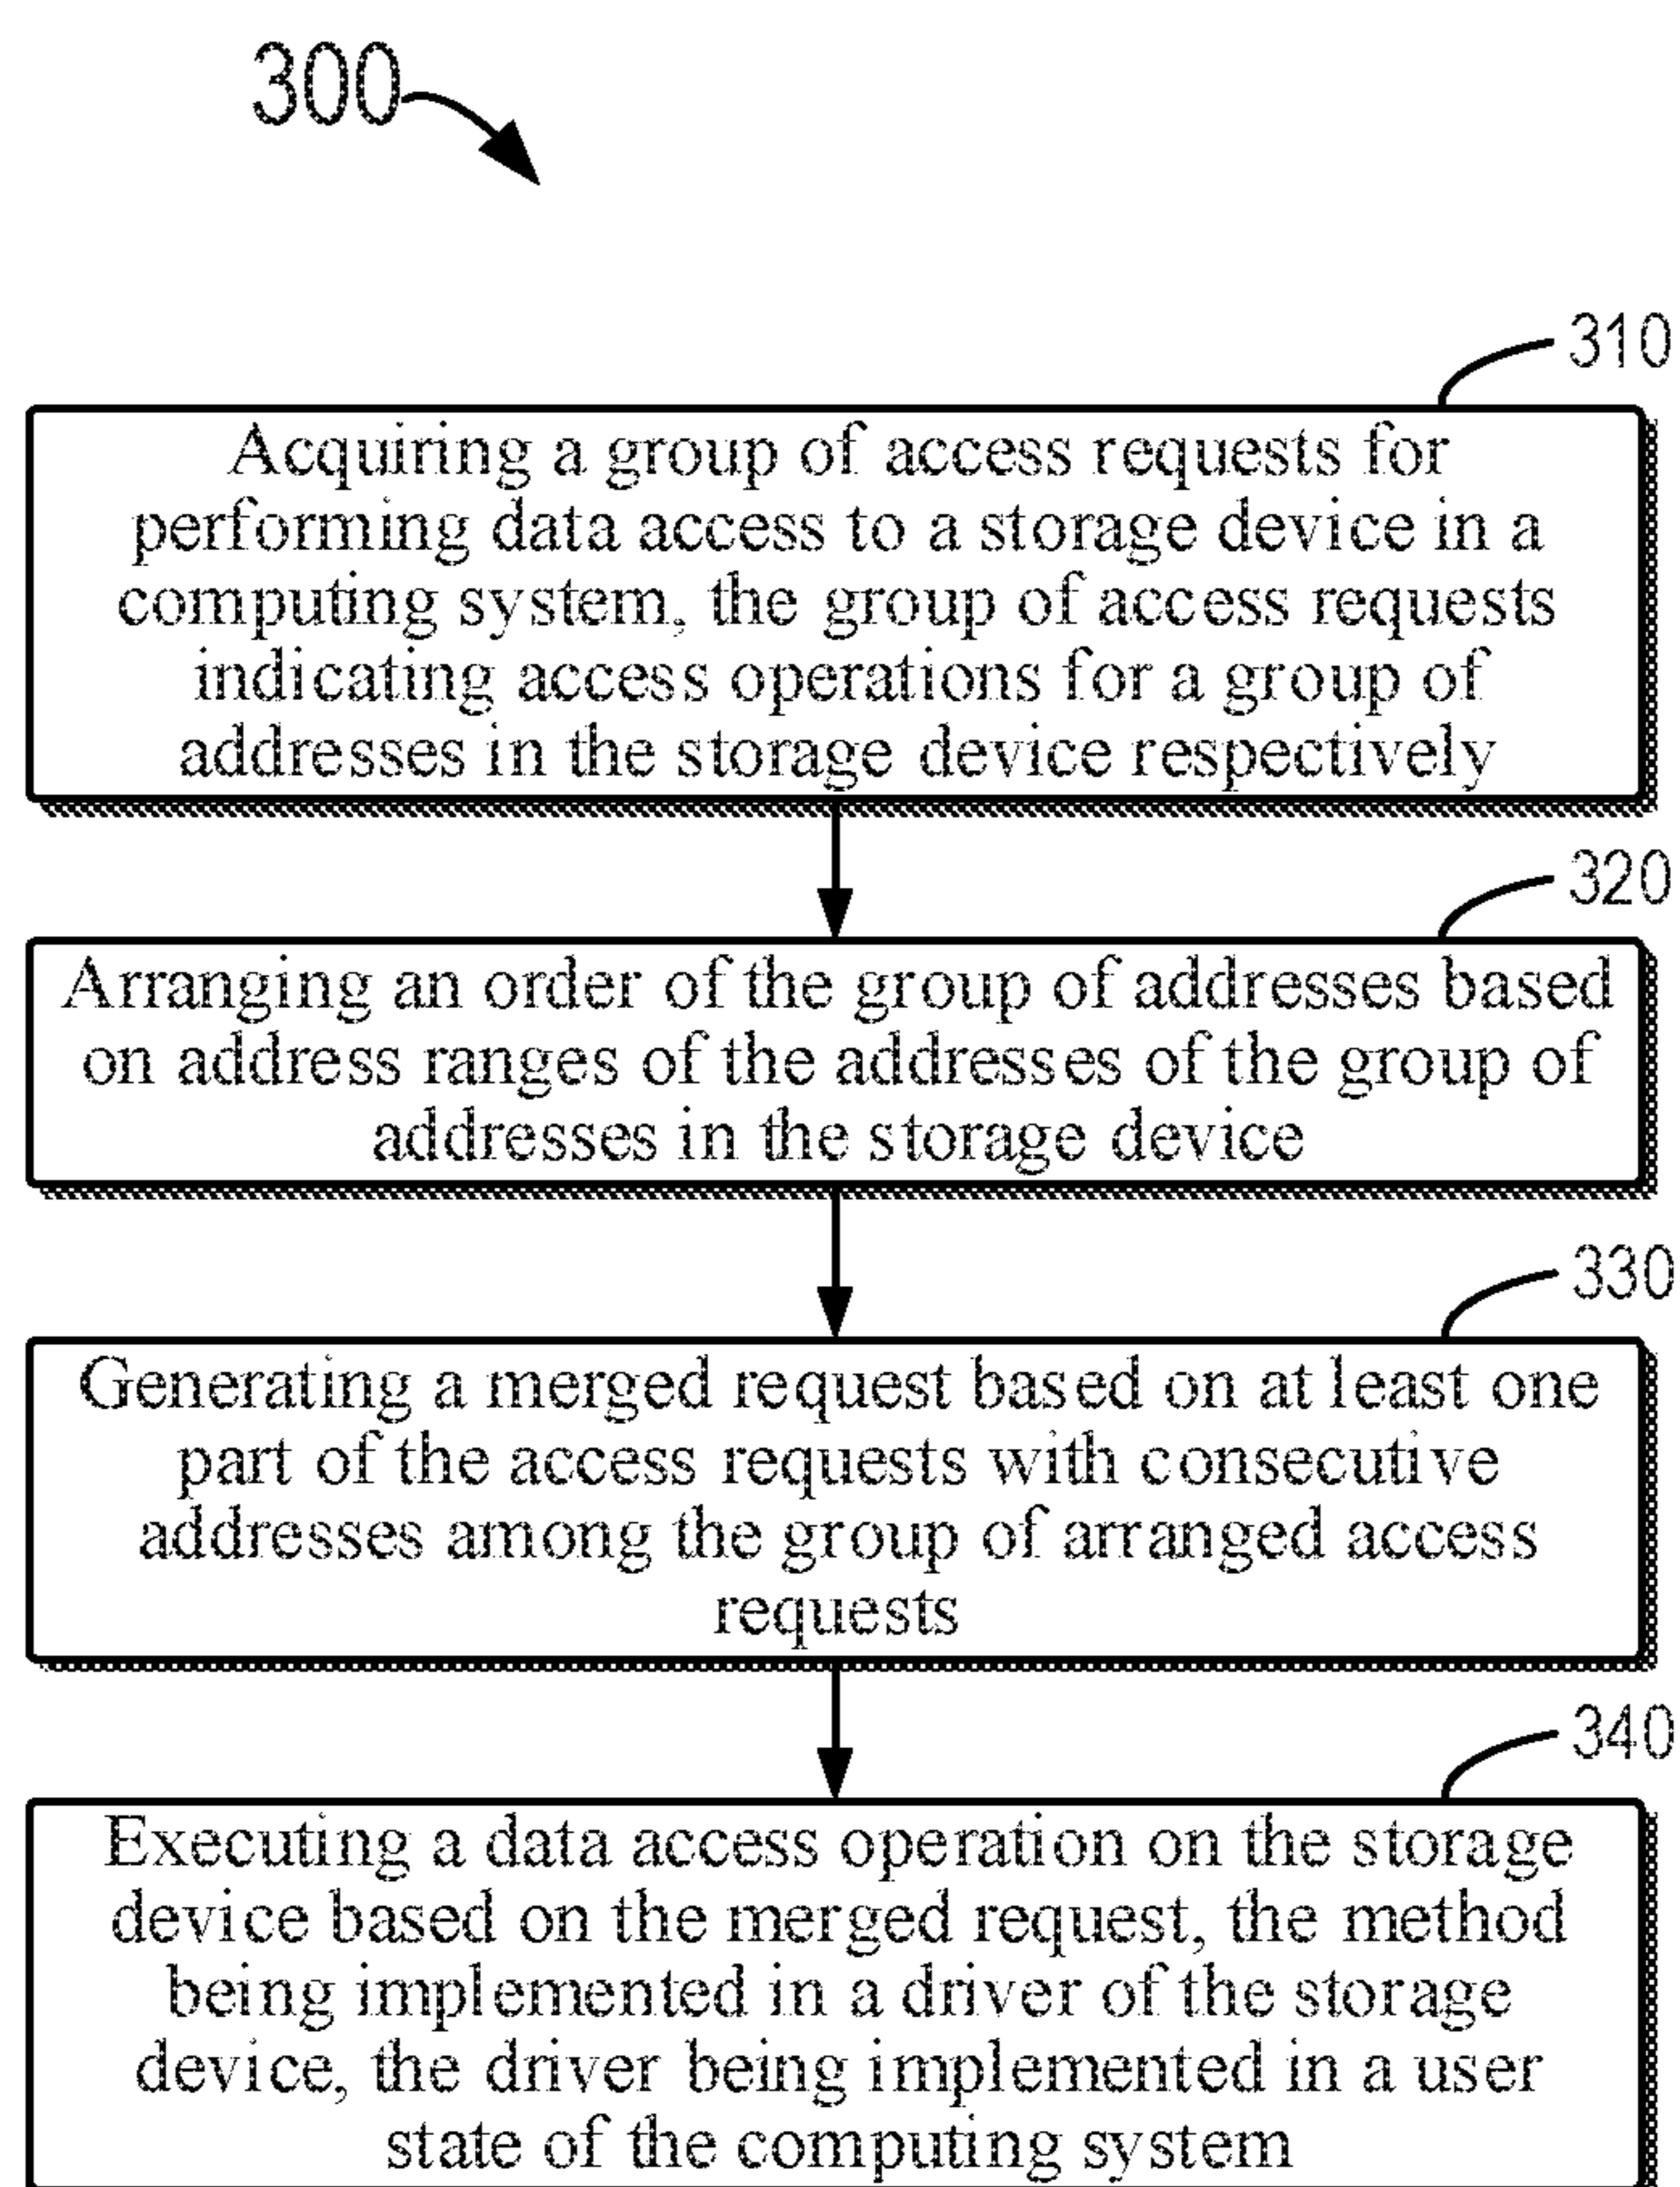 300
310
Acquiring a group of access requests for
performing data access to a storage device in a
computing system, the group of access requests
indicating access operations for a group of
addresses in the storage device respectively
320
Arranging an order of the group of addresses based
on address ranges of the addresses of the group of
addresses in the storage device
330
Generating a merged request based on at least one
part of the access requests with consecutive
addresses among the group of arranged access
requests
340
Executing a data access operation on the storage
device based on the merged request, the method
being implemented in a driver of the storage
device, the driver being implemented in a user
state of the computing system